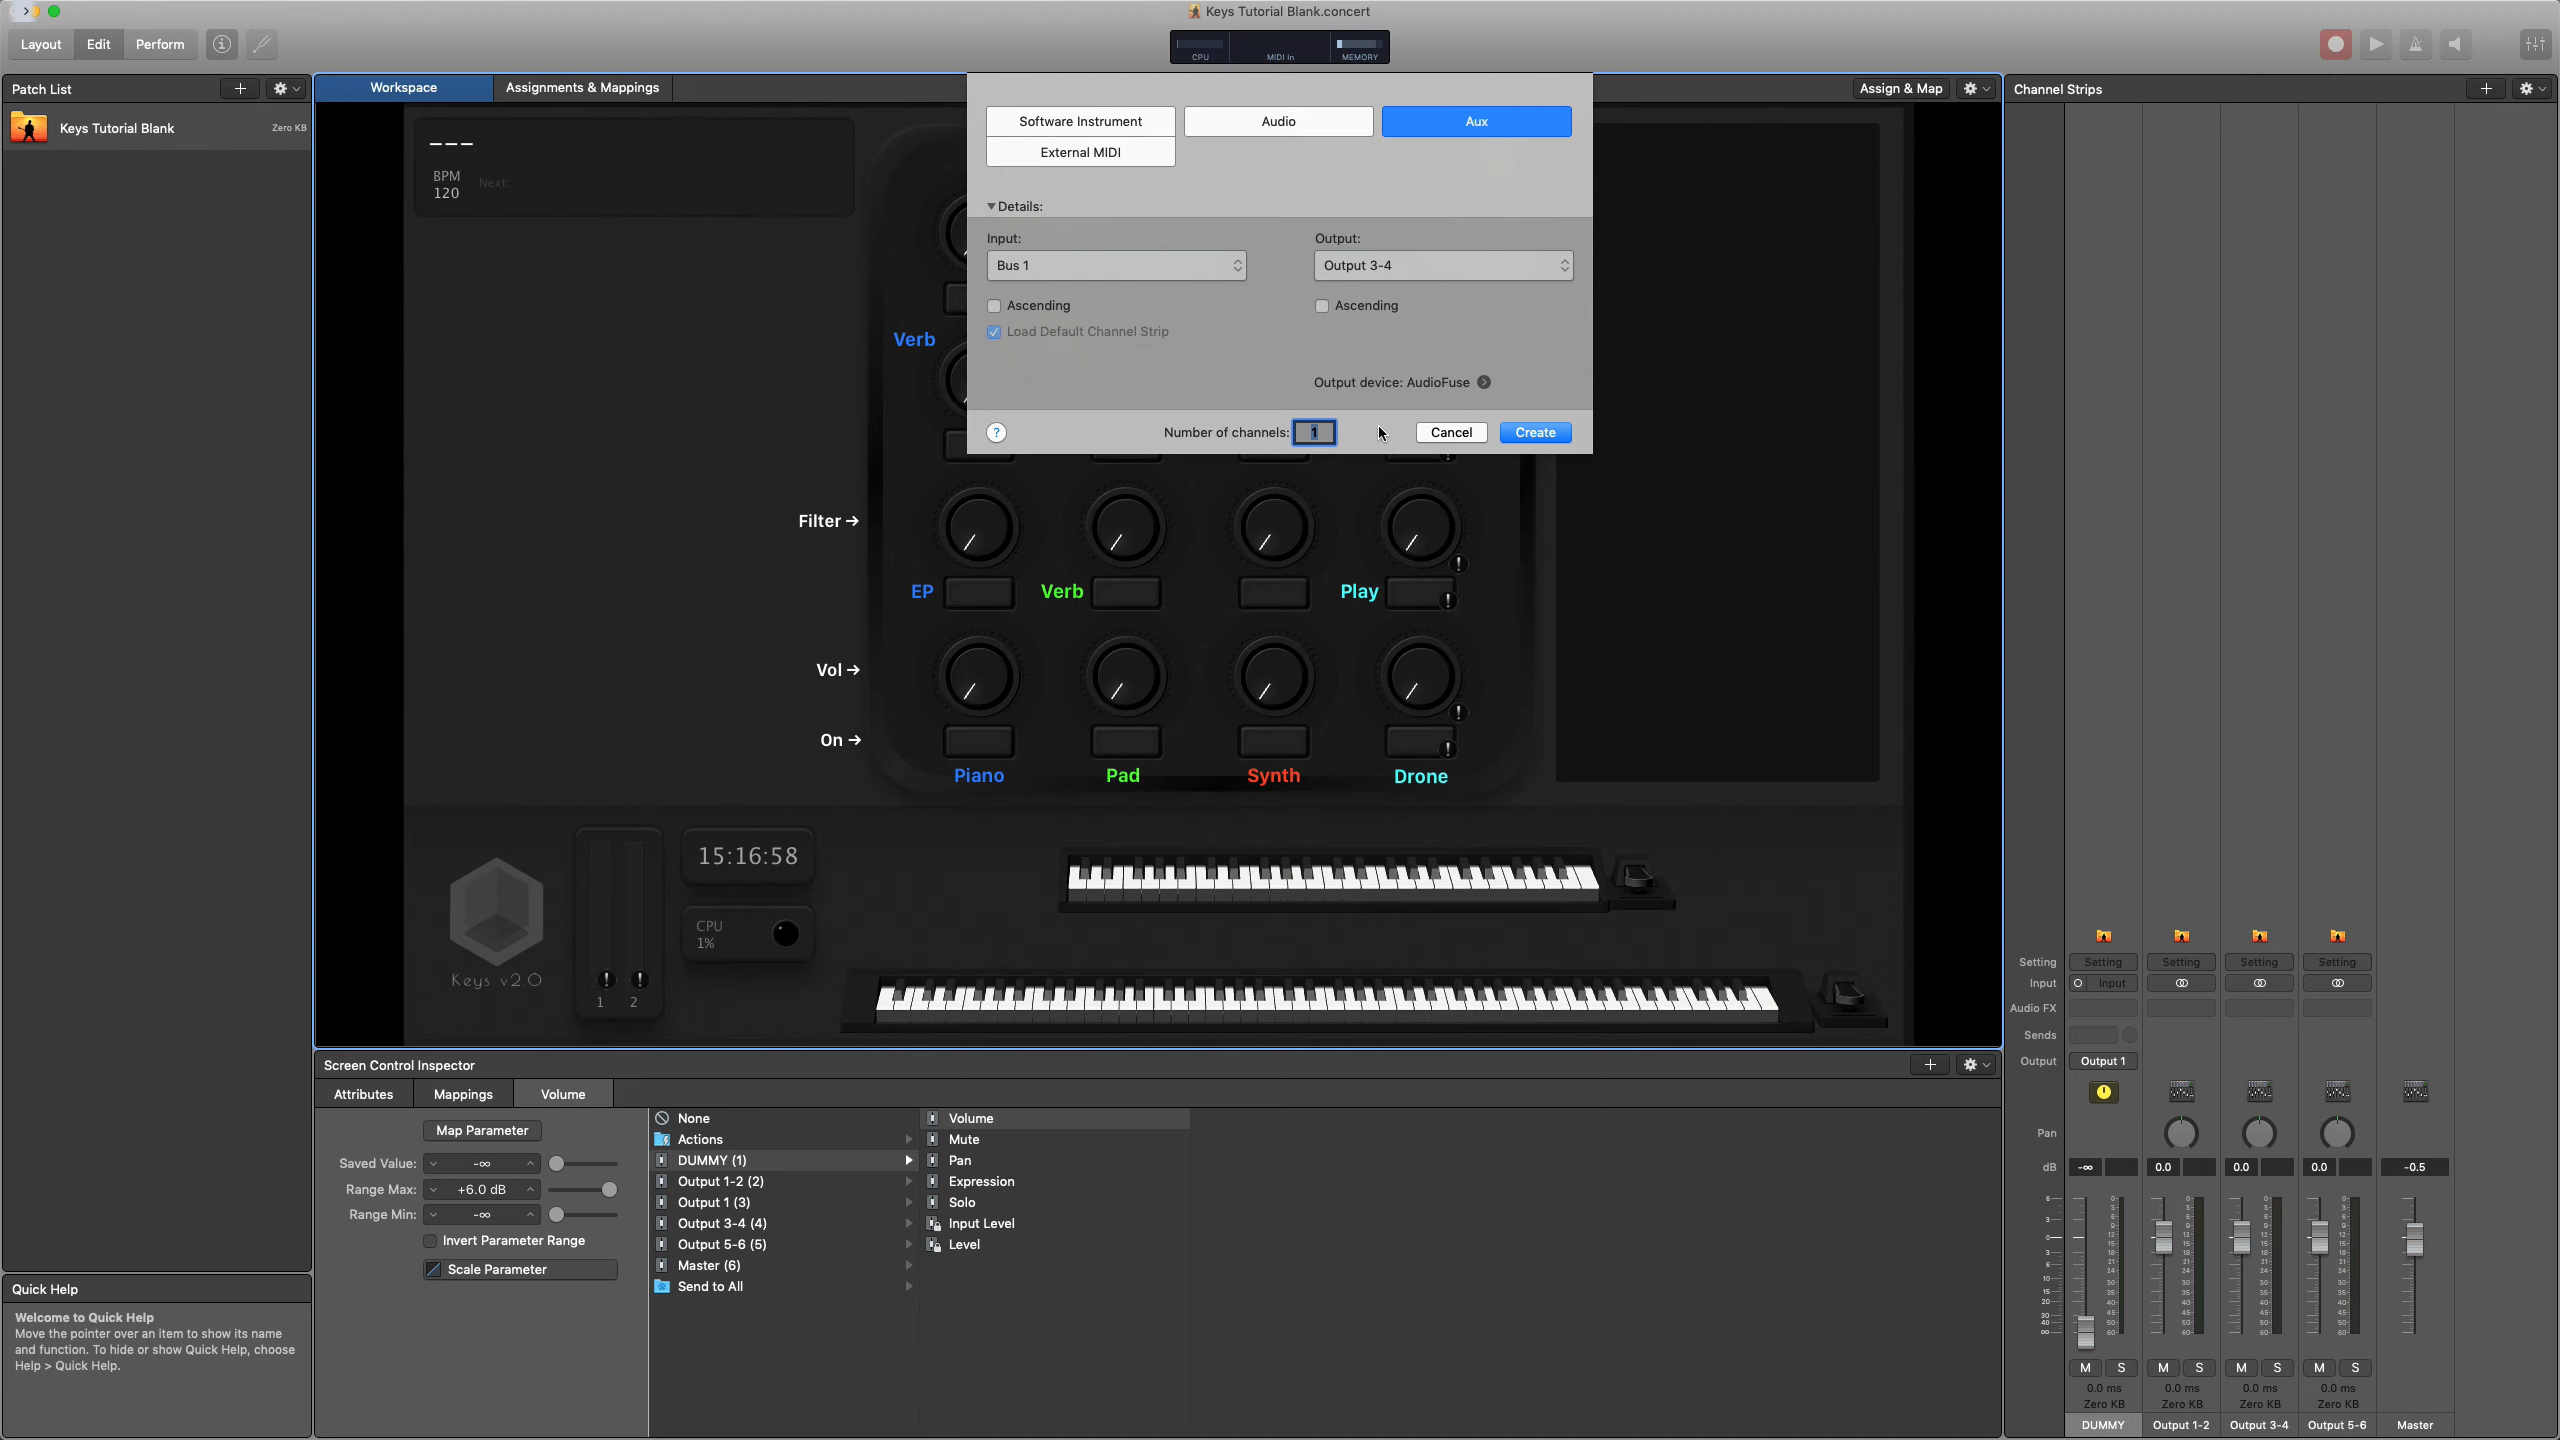 Keys Tutorial Blank.concert
Layout
Edit
Perform
CPU
MIDI In
MEMORY
Patch List
Workspace
Assignments & Mappings
Assign & Map
Channel Strips
Keys Tutorial Blank
Zero KB
Software Instrument
Audio
Aux
External MIDI
Details:
Input:
Output:
Bus 1
Output 3-4
Ascending
Ascending
Load Default Channel Strip
Output device: AudioFuse
?
Number of channels:
1
Cancel
Create
---
BPM
120
Next:
Verb
Filter →
EP
Verb
Play
Vol →
On →
Piano
Pad
Synth
Drone
15:16:58
CPU
1%
Keys v2.0
1
2
Screen Control Inspector
Attributes
Mappings
Volume
Map Parameter
Saved Value:
-∞
Range Max:
+6.0 dB
Range Min:
-∞
Invert Parameter Range
Scale Parameter
None
Actions
DUMMY (1)
Output 1-2 (2)
Output 1 (3)
Output 3-4 (4)
Output 5-6 (5)
Master (6)
Send to All
Volume
Mute
Pan
Expression
Solo
Input Level
Level
Quick Help
Welcome to Quick Help
Move the pointer over an item to show its name
and function. To hide or show Quick Help, choose
Help > Quick Help.
Setting
Setting
Setting
Setting
Setting
Input
Input
Audio FX
Sends
Output
Output 1
Pan
dB
-∞
0.0
0.0
0.0
-0.5
M
S
M
S
M
S
M
S
0.0 ms
0.0 ms
0.0 ms
0.0 ms
Zero KB
Zero KB
Zero KB
Zero KB
DUMMY
Output 1-2
Output 3-4
Output 5-6
Master